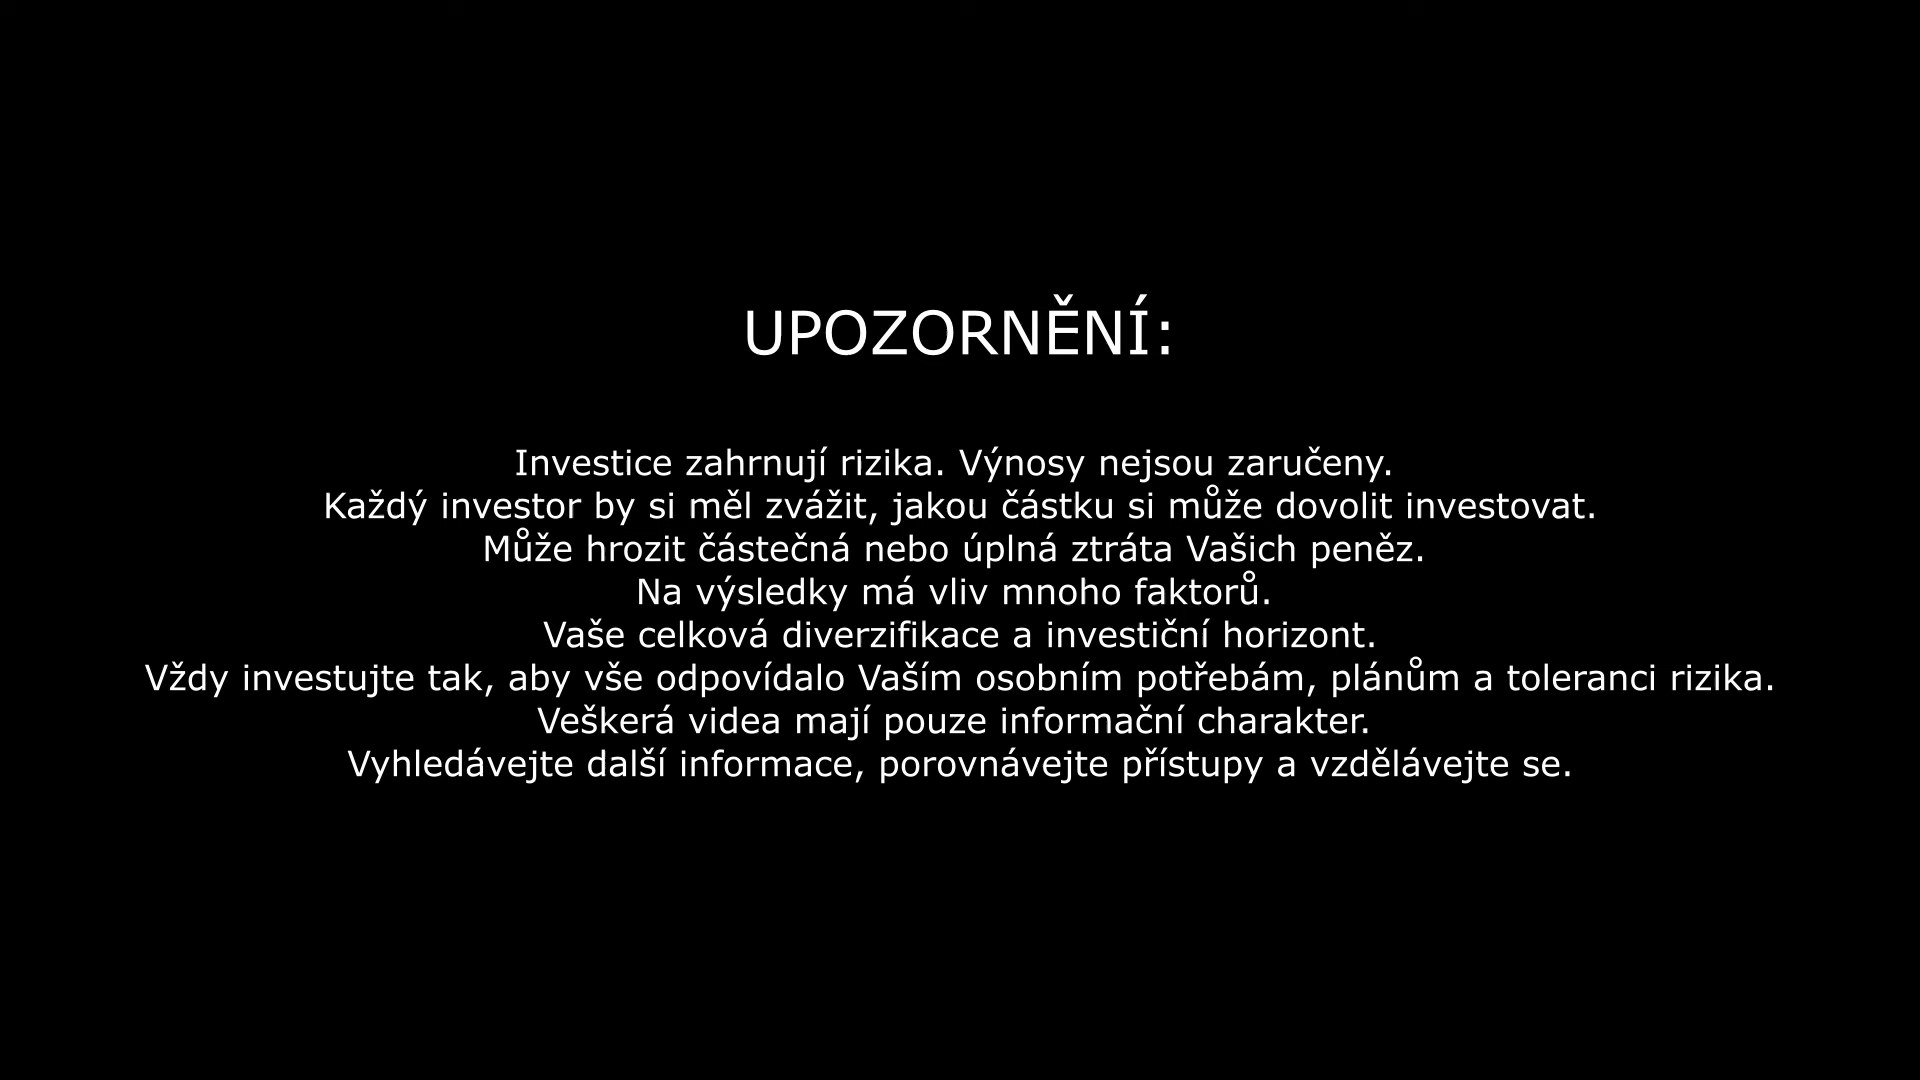 UPOZORNĚNÍ:
Investice zahrnují rizika. Výnosy nejsou zaručeny.
Každý investor by si měl zvážit, jakou částku si může dovolit investovat.
Může hrozit částečná nebo úplná ztráta Vašich peněz.
Na výsledky má vliv mnoho faktorů.
Vaše celková diverzifikace a investiční horizont.
Vždy investujte tak, aby vše odpovídalo Vaším osobním potřebám, plánům a toleranci rizika.
Veškerá videa mají pouze informační charakter.
Vyhledávejte další informace, porovnávejte přístupy a vzdělávejte se.